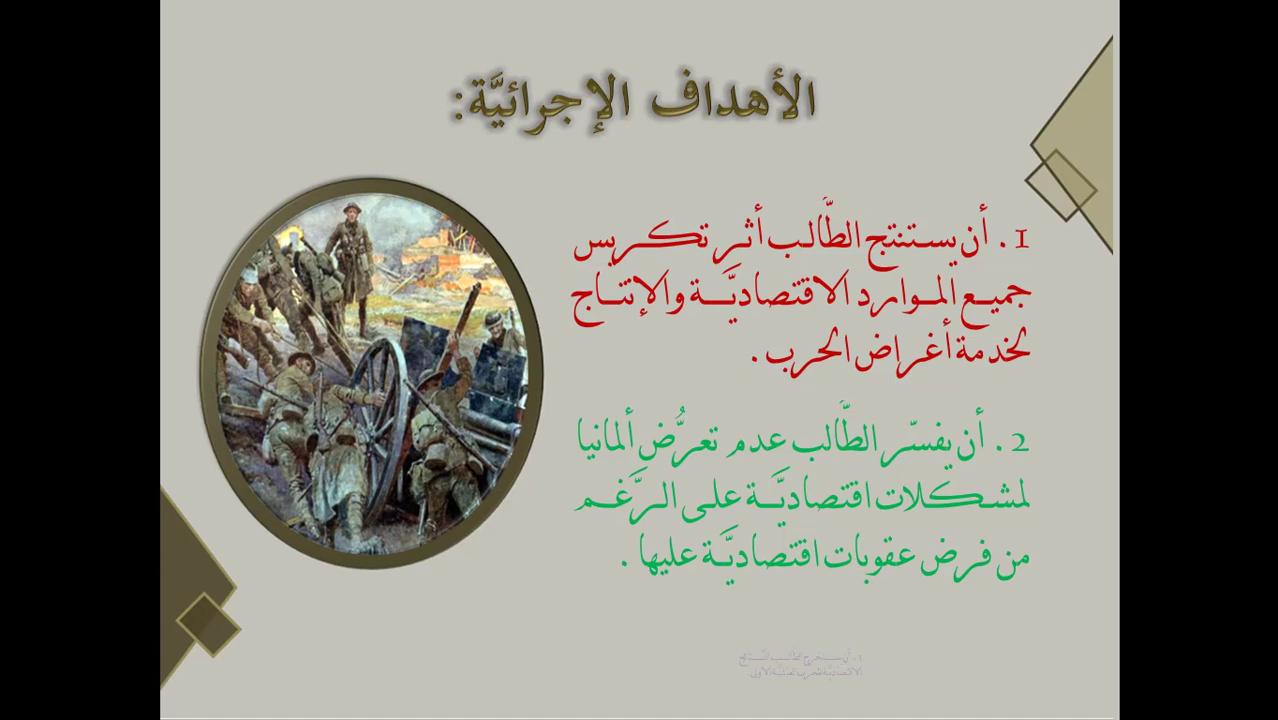 الأهداف الإجرائيَّة:
1. أن يستنتج الطّالب أثر تكريس
جميع الموارد الاقتصاديَّة والإنتاج
لخدمة أغراض الحرب .
2. أن يفسّر الطّالب عدم تعرُّض ألمانيا
لمشكلات اقتصاديَّة على الرَّغم
من فرض عقوبات اقتصاديَّة عليها .